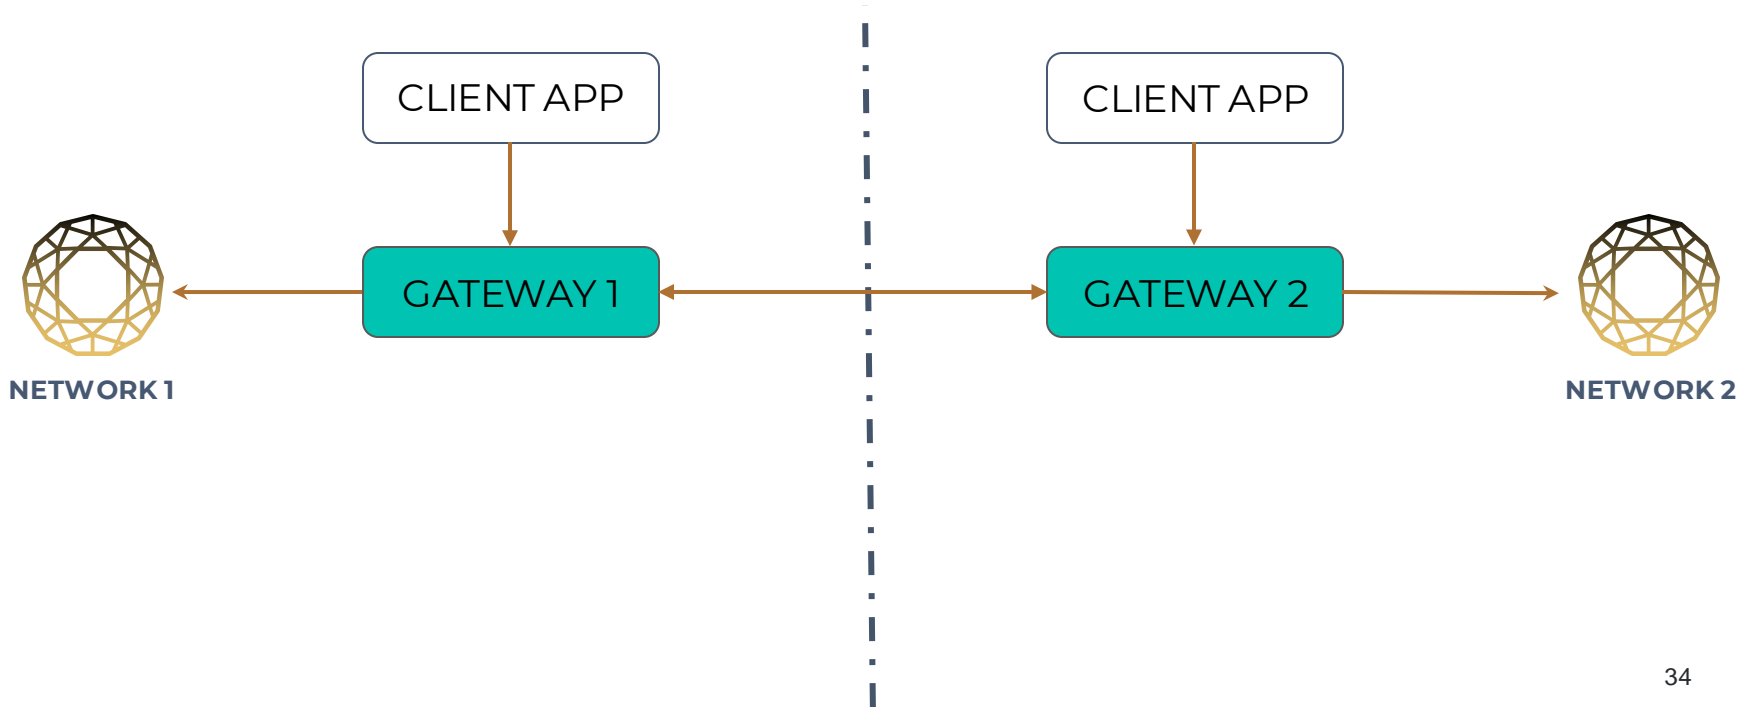 CLIENT APP
CLIENT APP
GATEWAY 1
GATEWAY 2
NETWORK 1
NETWORK 2
34